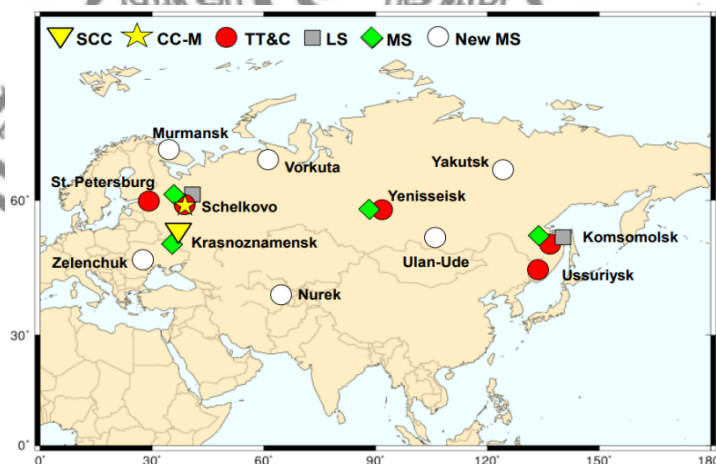 SCC CC-M TT&C LS MS New MS
Murmansk
Vorkuta
Yakutsk
St. Petersburg
Yenisseisk
60°
Schelkovo
Krasnoznamensk
Komsomolsk
Zelenchuk
Ulan-Ude
Ussuriysk
Nurek
30°
0°
0° 30° 60° 90° 120° 150° 180